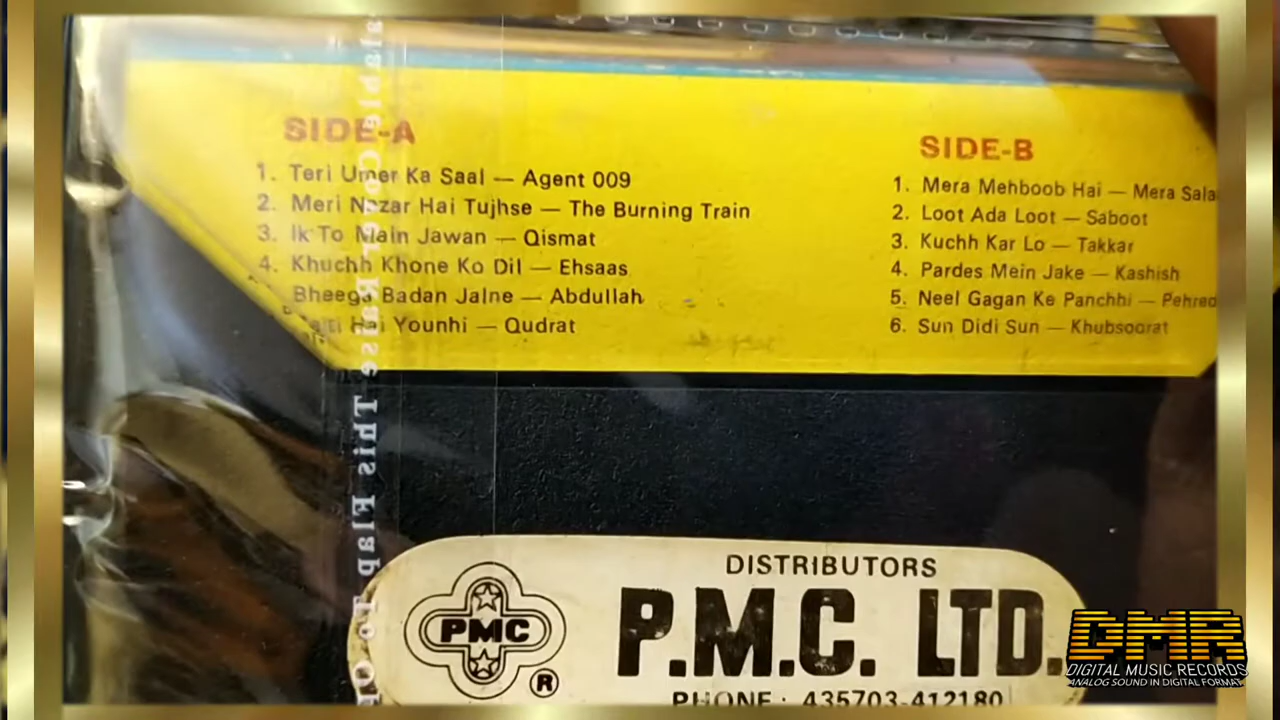 SIDE-A
1. Teri Umer Ka Saal — Agent 009
2. Meri Nazar Hai Tujhse — The Burning Train
3. Ik To Main Jawan — Qismat
4. Khuchh Khone Ko Dil — Ehsaas
Bheega Badan Jalne — Abdullah
Hai Younhi — Qudrat
SIDE-B
1. Mera Mehboob Hai — Mera Sala
2. Loot Ada Loot — Saboot
3. Kuchh Kar Lo — Takkar
4. Pardes Mein Jake — Kashish
5. Neel Gagan Ke Panchhi — Pehred
6. Sun Didi Sun — Khubsoorat
Raise This Flap To
DISTRIBUTORS
PMC
®
P.M.C. LTD.
PHONE: 435703-412180
DMR
DIGITAL MUSIC RECORDS
ANALOG SOUND IN DIGITAL FORMAT